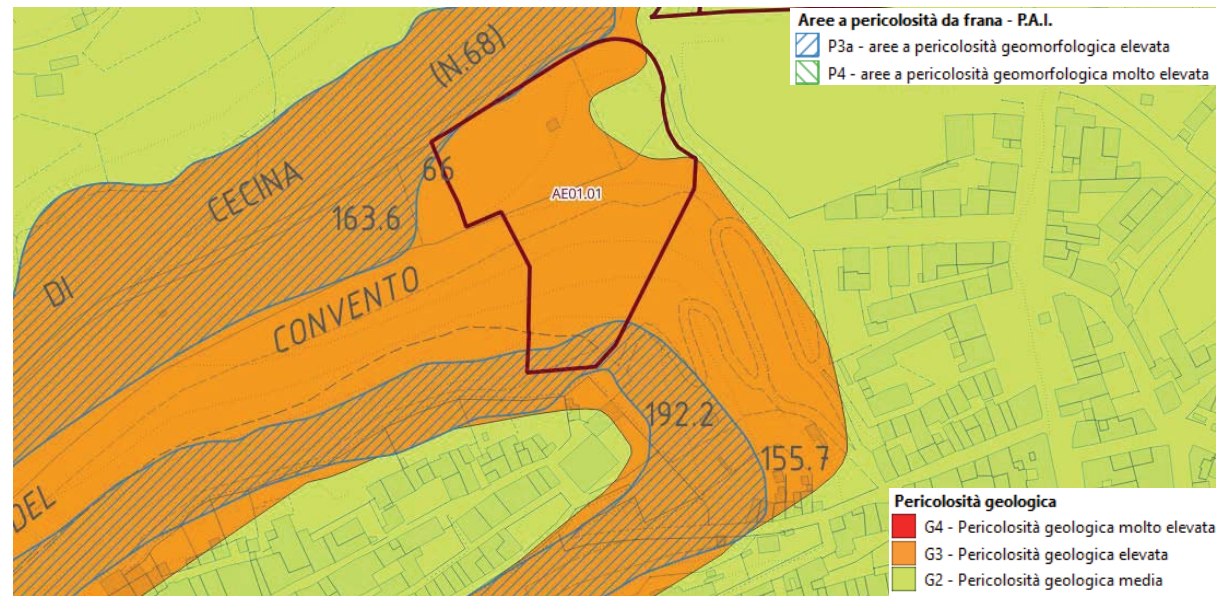 Aree a pericolosità da frana - P.A.I.
P3a - aree a pericolosità geomorfologica elevata
P4 - aree a pericolosità geomorfologica molto elevata
(N.68)
66
AE01.01
CECINA
163.6
DI
CONVENTO
192.2
155.7
DEL
Pericolosità geologica
G4 - Pericolosità geologica molto elevata
G3 - Pericolosità geologica elevata
G2 - Pericolosità geologica media